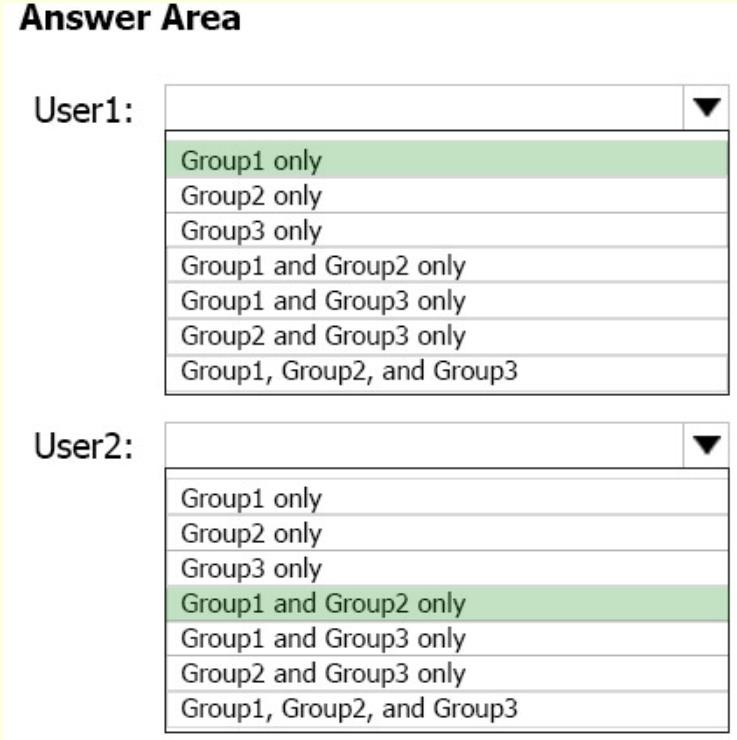 Answer Area
User1:
Group1 only
Group2 only
Group3 only
Group1 and Group2 only
Group1 and Group3 only
Group2 and Group3 only
Group1, Group2, and Group3
User2:
Group1 only
Group2 only
Group3 only
Group1 and Group2 only
Group1 and Group3 only
Group2 and Group3 only
Group1, Group2, and Group3